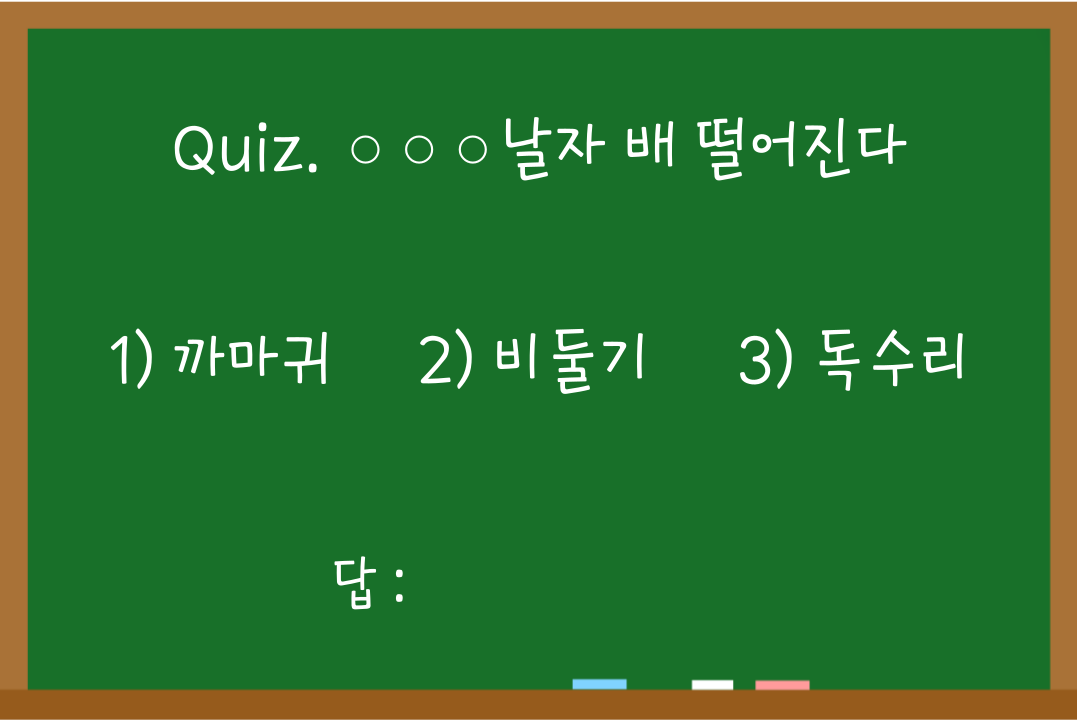 Quiz. ○ ○ ○ 날자 배 떨어진다
1) 까마귀 2) 비둘기 3) 독수리
답 :